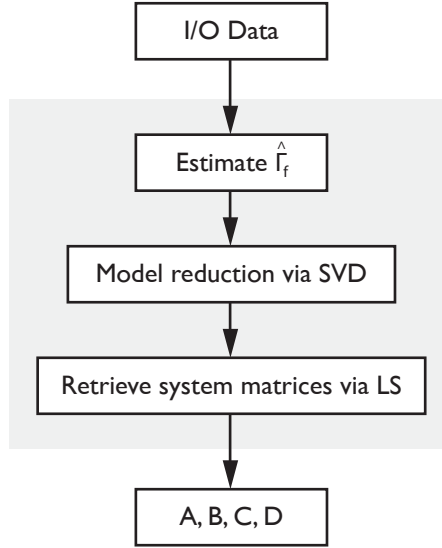 I/O Data
Estimate Γ̂f
Model reduction via SVD
Retrieve system matrices via LS
A, B, C, D